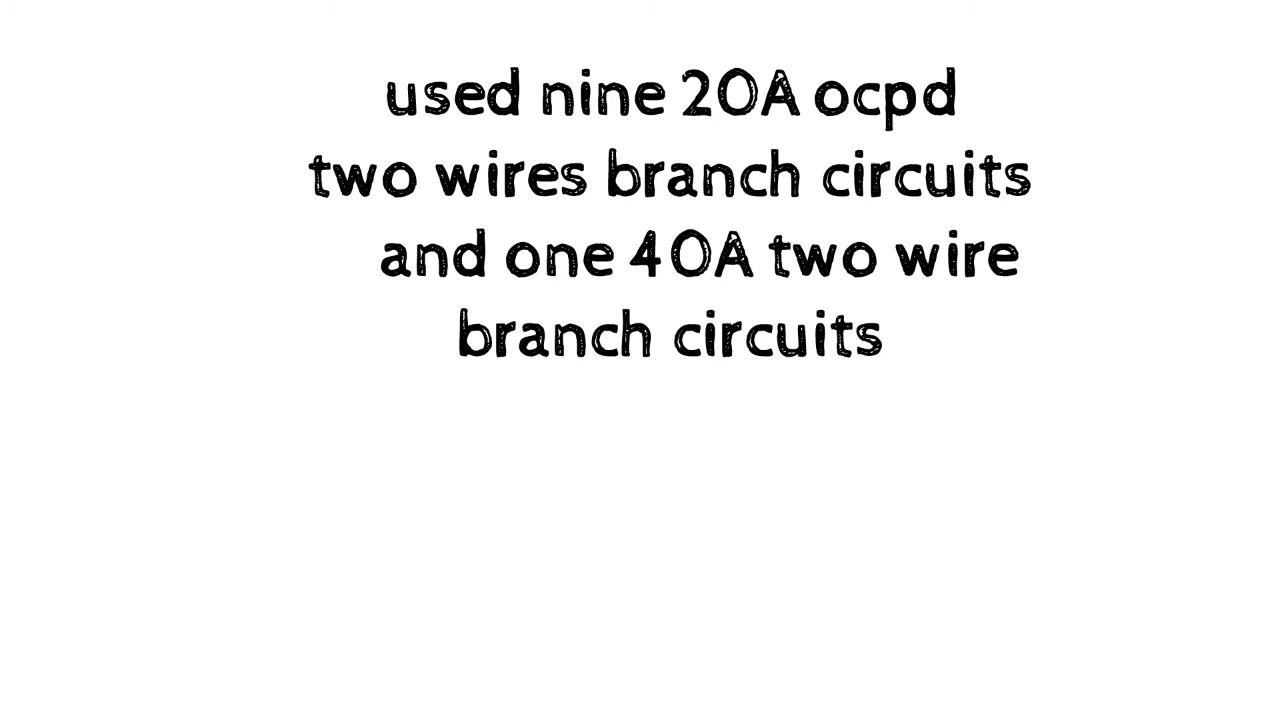 used nine 20A ocpd
two wires branch circuits
and one 40A two wire
branch circuits